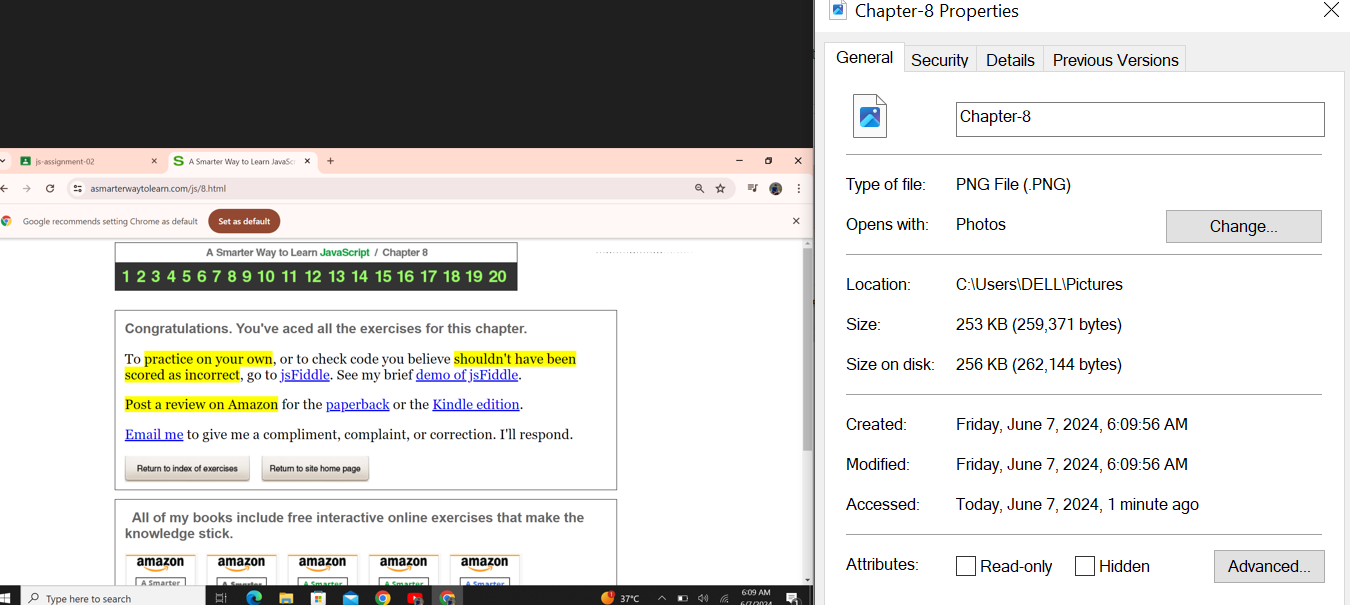 js-assignment-02
A Smarter Way to Learn JavaSc
asmarterwaytolearn.com/js/8.html
Google recommends setting Chrome as default
Set as default
A Smarter Way to Learn JavaScript / Chapter 8
1 2 3 4 5 6 7 8 9 10 11 12 13 14 15 16 17 18 19 20
Congratulations. You've aced all the exercises for this chapter.
To practice on your own, or to check code you believe shouldn't have been
scored as incorrect, go to jsFiddle. See my brief demo of jsFiddle.
Post a review on Amazon for the paperback or the Kindle edition.
Email me to give me a compliment, complaint, or correction. I'll respond.
Return to index of exercises
Return to site home page
All of my books include free interactive online exercises that make the
knowledge stick.
amazon amazon amazon amazon amazon
A Smarter A Smarter A Smarter A Smarter A Smarter
Type here to search
37°C
6:09 AM
6/7/2024
Chapter-8 Properties
General
Security
Details
Previous Versions
Chapter-8
Type of file: PNG File (.PNG)
Opens with: Photos
Change...
Location: C:\Users\DELL\Pictures
Size: 253 KB (259,371 bytes)
Size on disk: 256 KB (262,144 bytes)
Created: Friday, June 7, 2024, 6:09:56 AM
Modified: Friday, June 7, 2024, 6:09:56 AM
Accessed: Today, June 7, 2024, 1 minute ago
Attributes:
Read-only
Hidden
Advanced...